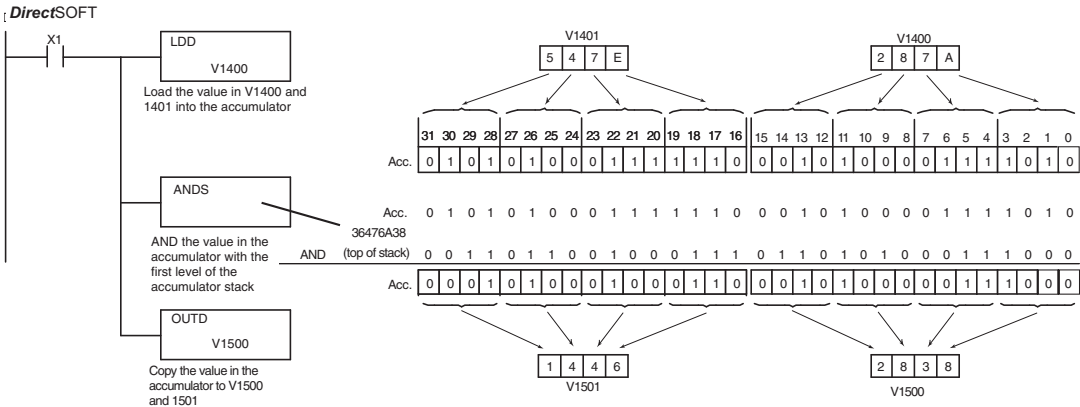 DirectSOFT
X1
LDD
V1400
Load the value in V1400 and
1401 into the accumulator
ANDS
AND the value in the
accumulator with the
first level of the
accumulator stack
OUTD
V1500
Copy the value in the
accumulator to V1500
and 1501
V1401
5 4 7 E
V1400
2 8 7 A
31 30 29 28 27 26 25 24 23 22 21 20 19 18 17 16 15 14 13 12 11 10 9 8 7 6 5 4 3 2 1 0
Acc. 0 1 0 1 0 1 0 0 0 1 1 1 1 1 1 0 0 0 1 0 1 0 0 0 0 1 1 1 1 0 1 0
Acc. 0 1 0 1 0 1 0 0 0 1 1 1 1 1 1 0 0 0 1 0 1 0 0 0 0 1 1 1 1 0 1 0
36476A38
AND (top of stack) 0 0 1 1 0 1 1 0 0 1 0 0 0 1 1 1 0 1 1 0 1 0 1 0 0 0 1 1 1 0 0 0
Acc. 0 0 0 1 0 1 0 0 0 1 0 0 0 1 1 0 0 0 1 0 1 0 0 0 0 0 1 1 1 0 0 0
1 4 4 6
V1501
2 8 3 8
V1500